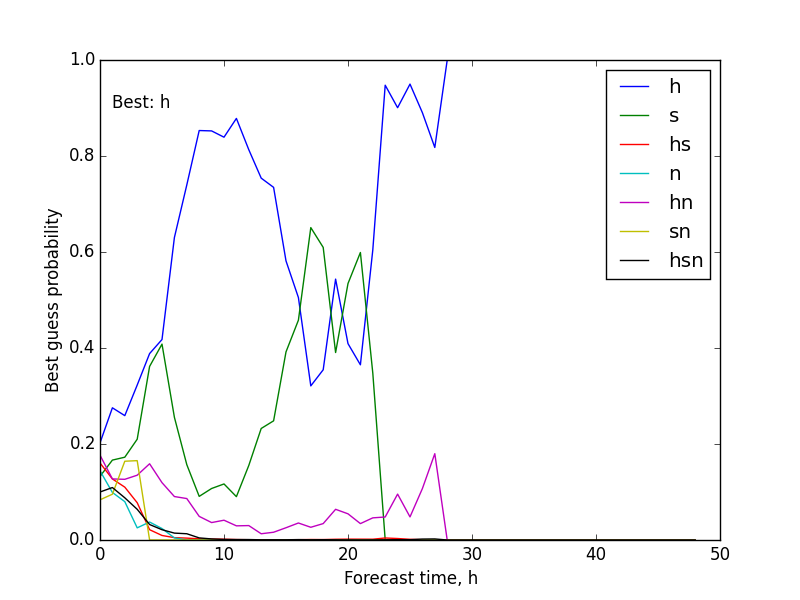 1.0
0.8
0.6
0.4
0.2
0.0
Best guess probability
Best: h
h
s
hs
n
hn
sn
hsn
0 10 20 30 40 50
Forecast time, h